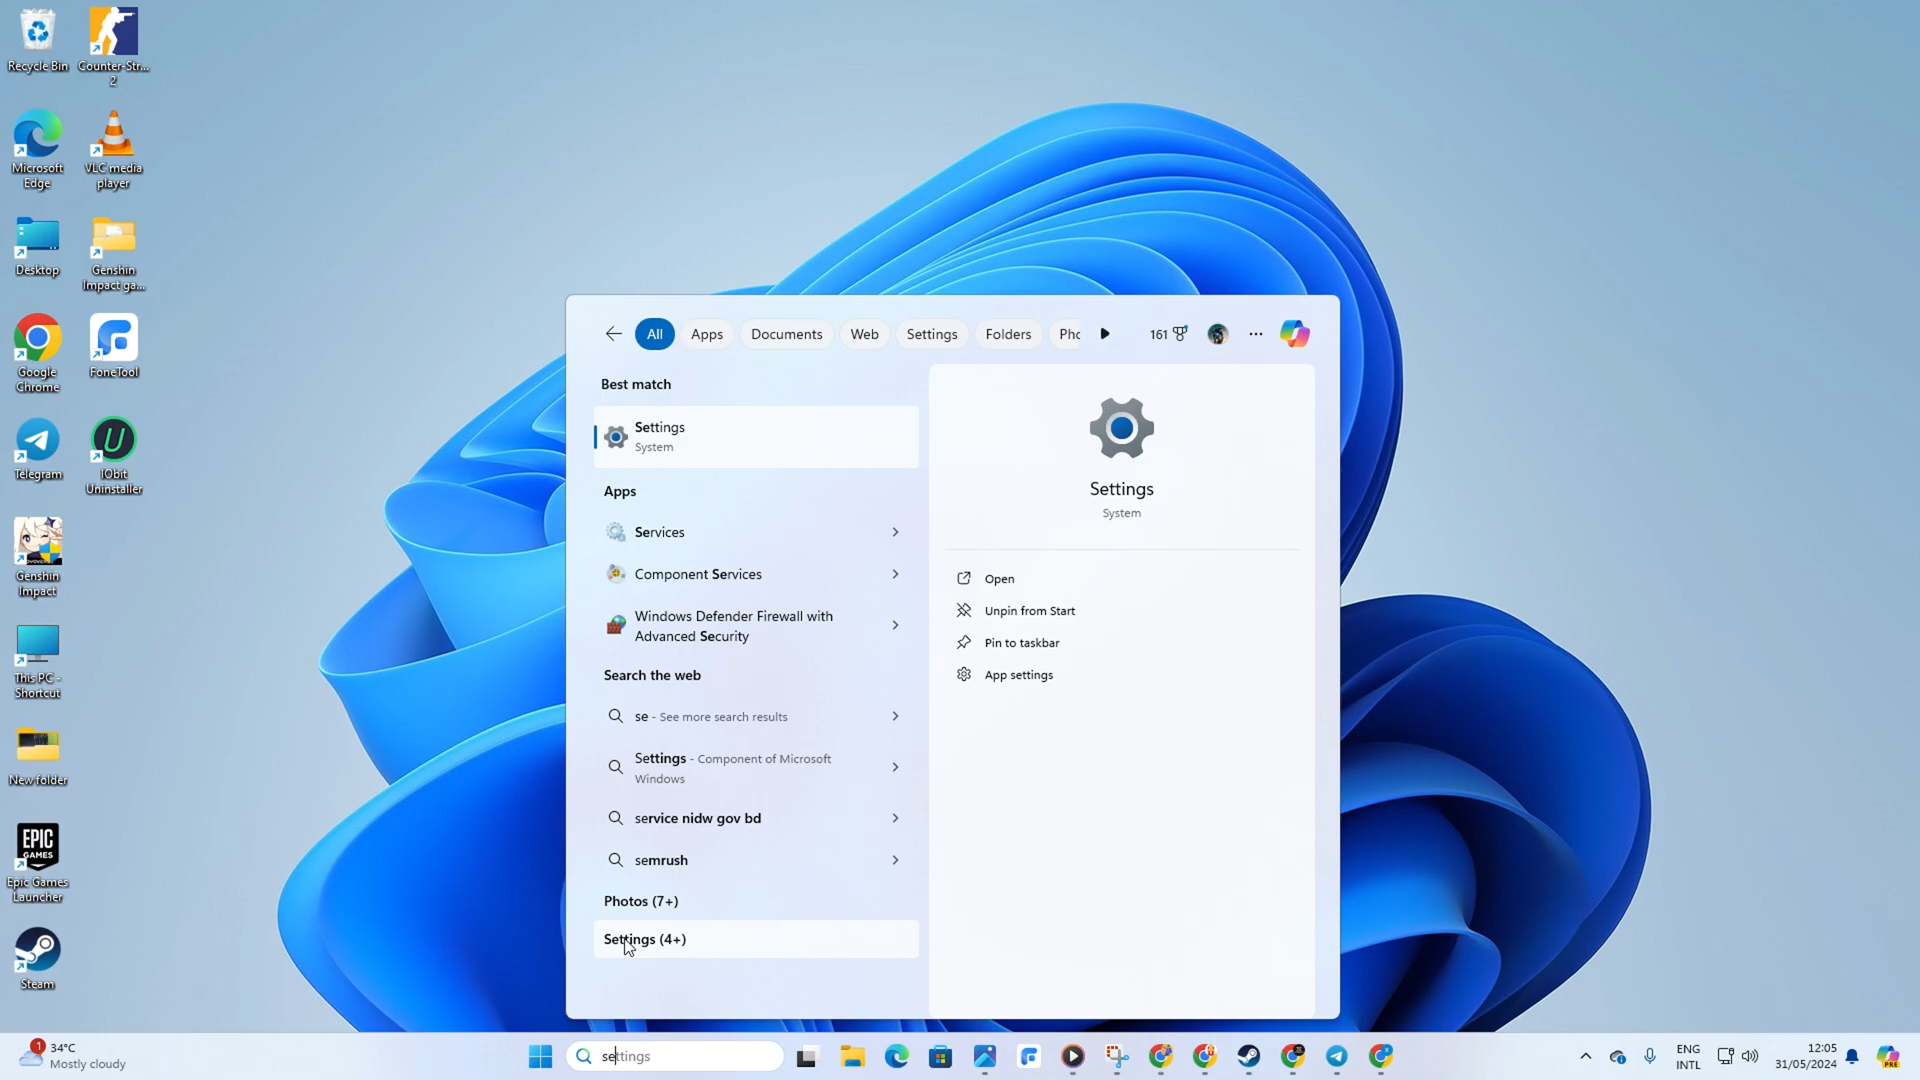 Recycle Bin
Counter-Str...
2
Microsoft
Edge
VLC media
player
Desktop
Genshin
Impact ga...
Google
Chrome
FoneTool
Telegram
IObit
Uninstaller
Genshin
Impact
This PC -
Shortcut
New folder
EPIC
GAMES
Epic Games
Launcher
Steam
All
Apps
Documents
Web
Settings
Folders
Phc
161
Best match
Settings
System
Apps
Services
Component Services
Windows Defender Firewall with
Advanced Security
Search the web
se - See more search results
Settings - Component of Microsoft
Windows
service nidw gov bd
semrush
Photos (7+)
Settings (4+)
Settings
System
Open
Unpin from Start
Pin to taskbar
App settings
1
34°C
Mostly cloudy
settings
ENG
INTL
12:05
31/05/2024
PRE